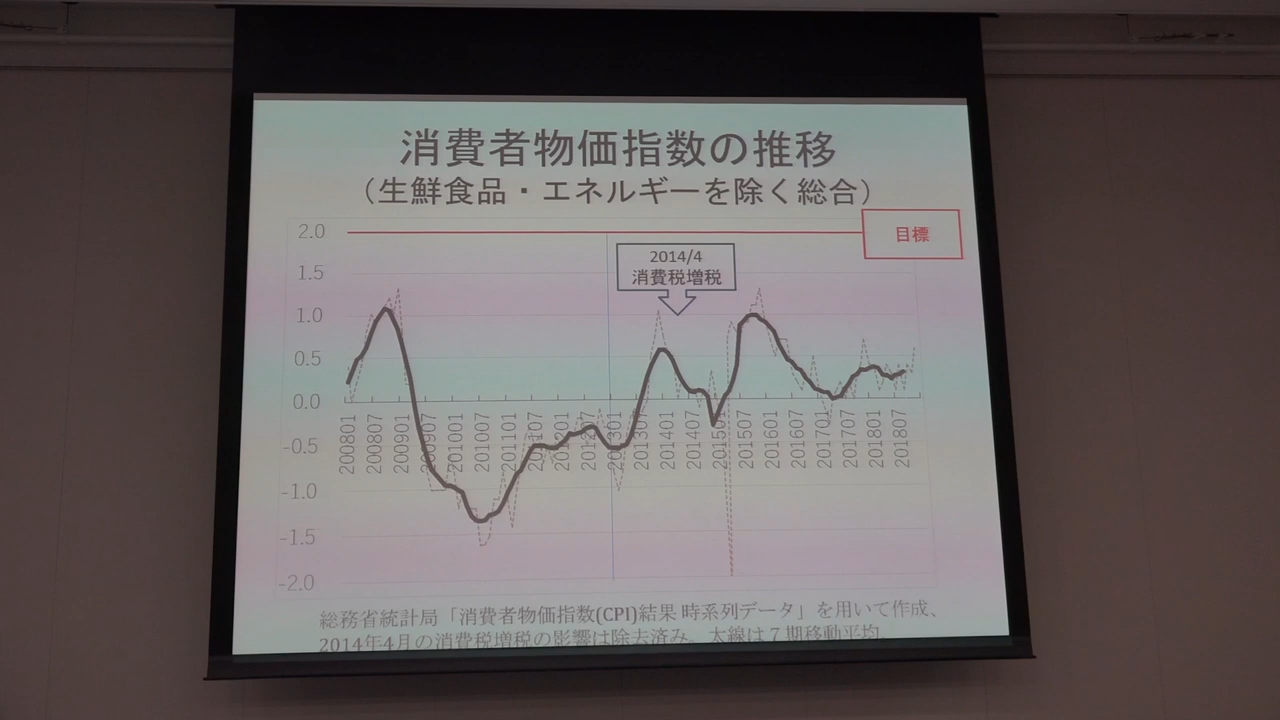 消費者物価指数の推移
（生鮮食品・エネルギーを除く総合）
2.0
目標
2014/4
消費税増税
1.5
1.0
0.5
0.0
-0.5
-1.0
-1.5
-2.0
200801 200807 200901 200907 201001 201007 201101 201107 201201 201207 201301 201307 201401 201407 201501 201507 201601 201607 201701 201707 201801 201807
総務省統計局「消費者物価指数(CPI)結果 時系列データ」を用いて作成、
2014年4月の消費税増税の影響は除去済み。太線は７期移動平均。